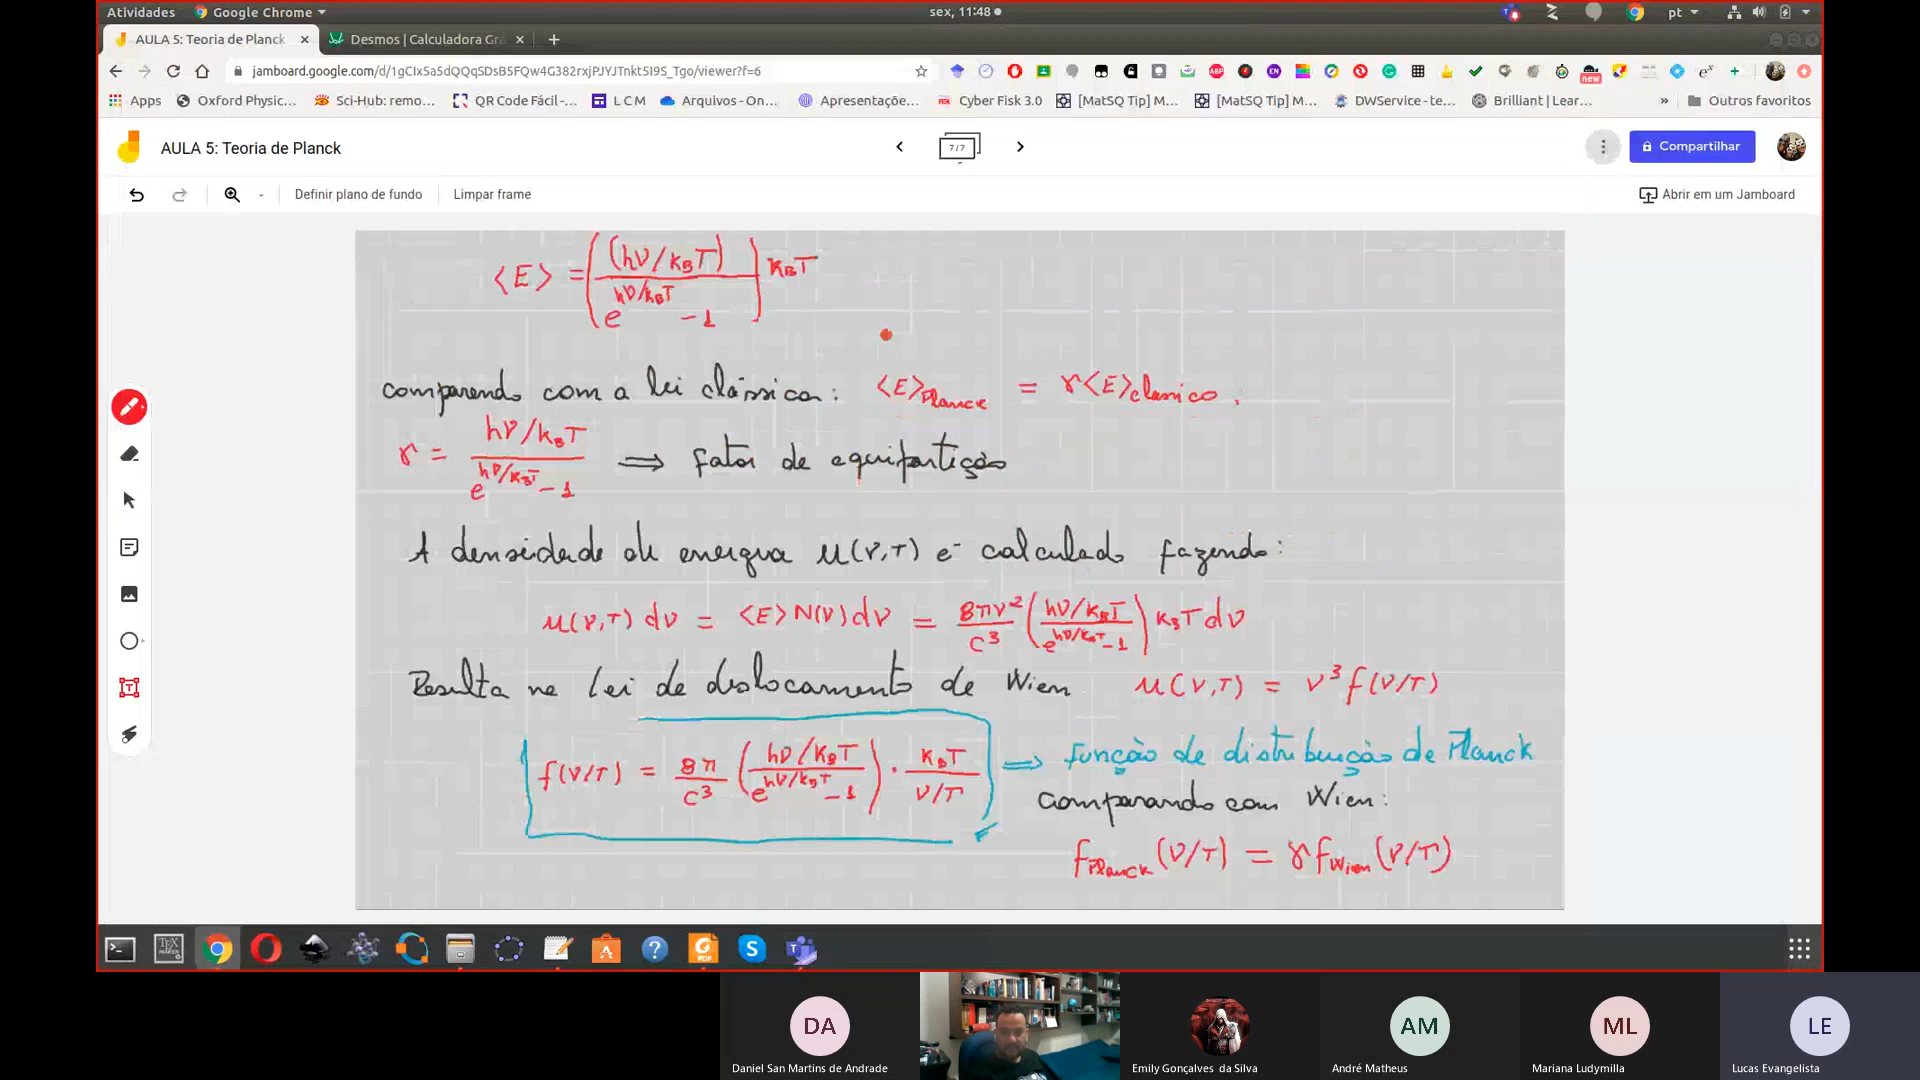 Atividades Google Chrome sex, 11:48 pt
AULA 5: Teoria de Planck × Desmos | Calculadora Gra ×
jamboard.google.com/d/1gCIx5a5dQQqSDsB5FQw4G382rxjPJYJTnkt5I9S_Tgo/viewer?f=6
Apps Oxford Physic... Sci-Hub: remo... QR Code Fácil -... L C M Arquivos - On... Apresentaçõe... Cyber Fisk 3.0 [MatSQ Tip] M... [MatSQ Tip] M... DWService - te... Brilliant | Lear... » Outros favoritos
AULA 5: Teoria de Planck 7/7 Compartilhar
Definir plano de fundo Limpar frame Abrir em um Jamboard
⟨E⟩ = ((hν/k_BT) / (e^{hν/k_BT} - 1)) k_BT
comparendo com a lei clássica: ⟨E⟩_Planck = γ⟨E⟩_classico.
γ = (hν/k_BT) / (e^{hν/k_BT} - 1) ⟹ fator de equipartição
A densidade de energia u(ν,T) é calculado fazendo:
u(ν,T) dν = ⟨E⟩ N(ν) dν = 8πν²/c³ ((hν/k_BT) / (e^{hν/k_BT} - 1)) k_BT dν
Resulta na lei de deslocamento de Wien u(ν,T) = ν³ f(ν/T)
f(ν/T) = 8π/c³ ((hν/k_BT) / (e^{hν/k_BT} - 1)) · k_BT / (ν/T) ⟹ função de distribuição de Planck
comparando com Wien:
f_Planck(ν/T) = γ f_Wien(ν/T)
DA AM ML LE
Daniel San Martins de Andrade Emily Gonçalves da Silva André Matheus Mariana Ludymilla Lucas Evangelista